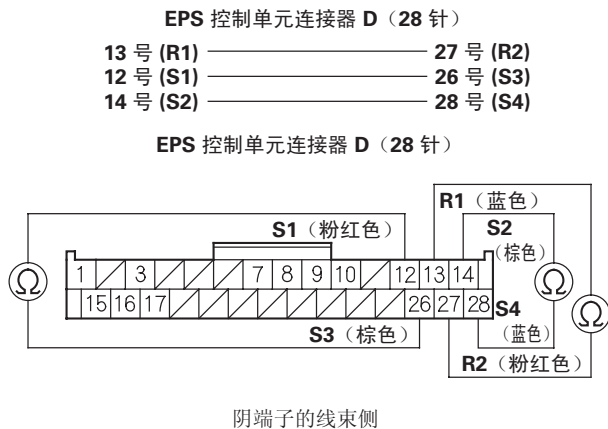 EPS 控制单元连接器 D（28 针）
13 号 (R1) 27 号 (R2)
12 号 (S1) 26 号 (S3)
14 号 (S2) 28 号 (S4)
EPS 控制单元连接器 D（28 针）
R1（蓝色）
S1（粉红色）
S2
（棕色）
Ω
1 3 7 8 9 10 12 13 14
Ω
Ω
15 16 17 26 27 28
S4
（蓝色）
S3（棕色）
R2（粉红色）
阴端子的线束侧